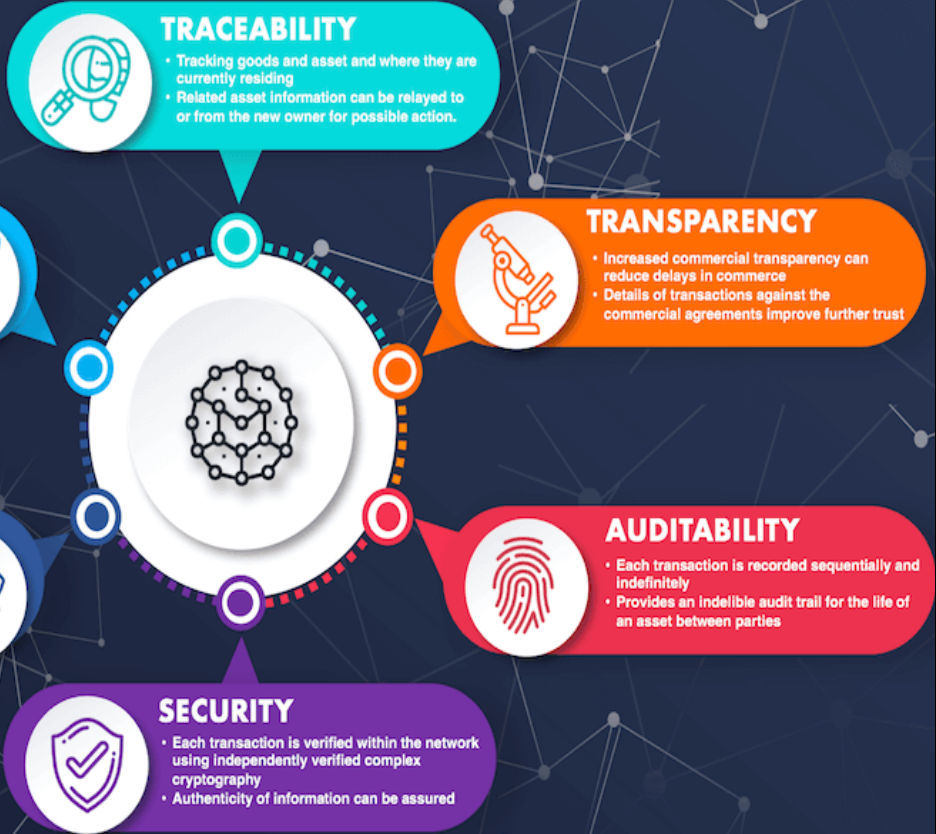 TRACEABILITY
• Tracking goods and asset and where they are
currently residing
• Related asset information can be relayed to
or from the new owner for possible action.
TRANSPARENCY
• Increased commercial transparency can
reduce delays in commerce
• Details of transactions against the
commercial agreements improve further trust
AUDITABILITY
• Each transaction is recorded sequentially and
indefinitely
• Provides an indelible audit trail for the life of
an asset between parties
SECURITY
• Each transaction is verified within the network
using independently verified complex
cryptography
• Authenticity of information can be assured